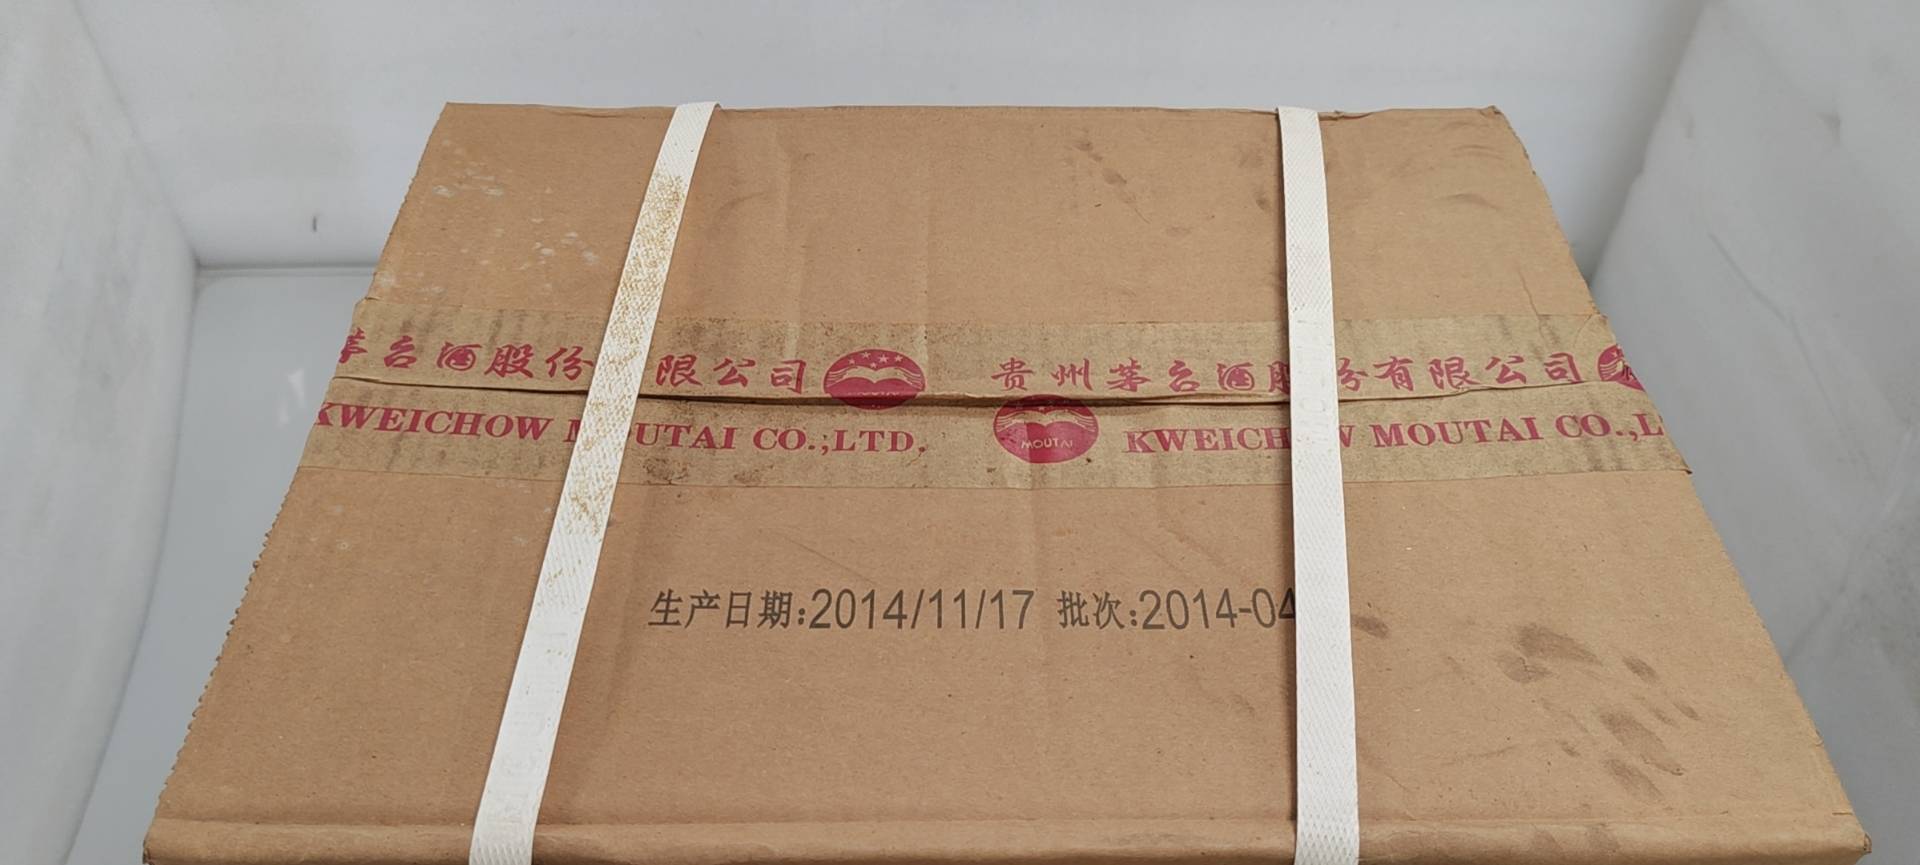 茅台酒股份 限公司 贵州茅台酒股份有限公司
KWEICHOW MOUTAI CO.;LTD. MOUTAI KWEICH W MOUTAI CO.,L
生产日期:2014/11/17 批次:2014-04